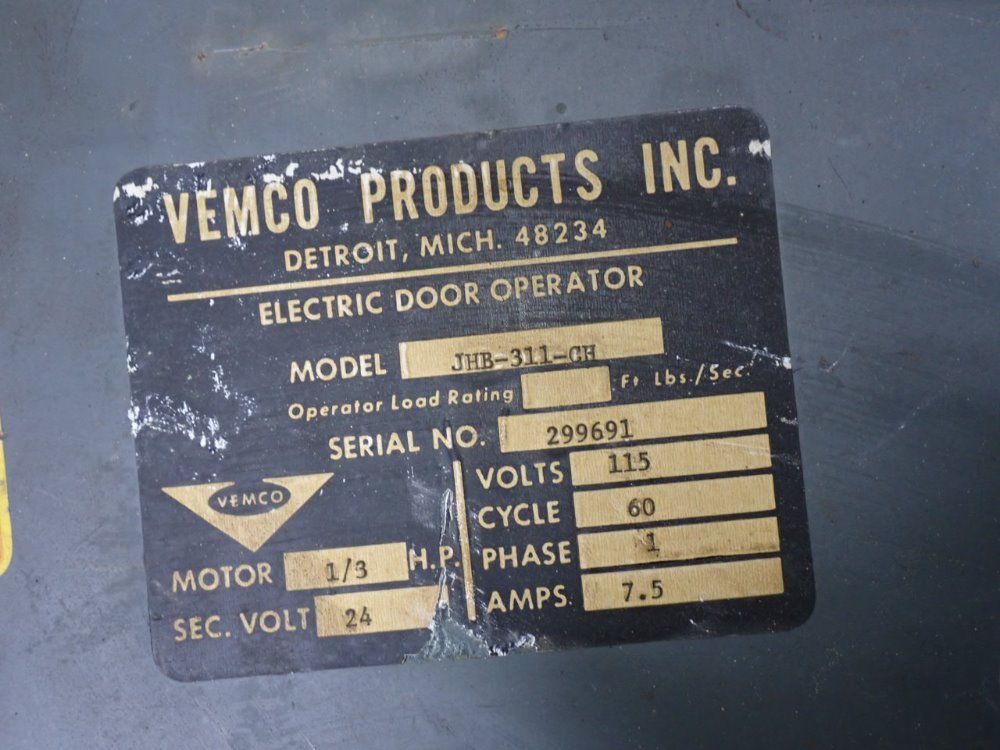 VEMCO PRODUCTS INC.
DETROIT, MICH. 48234
ELECTRIC DOOR OPERATOR
MODEL JHB-311-CH
Operator Load Rating Ft Lbs./Sec.
SERIAL NO. 299691
VEMCO
MOTOR 1/3 H.P.
SEC. VOLT 24
VOLTS 115
CYCLE 60
PHASE 1
AMPS. 7.5